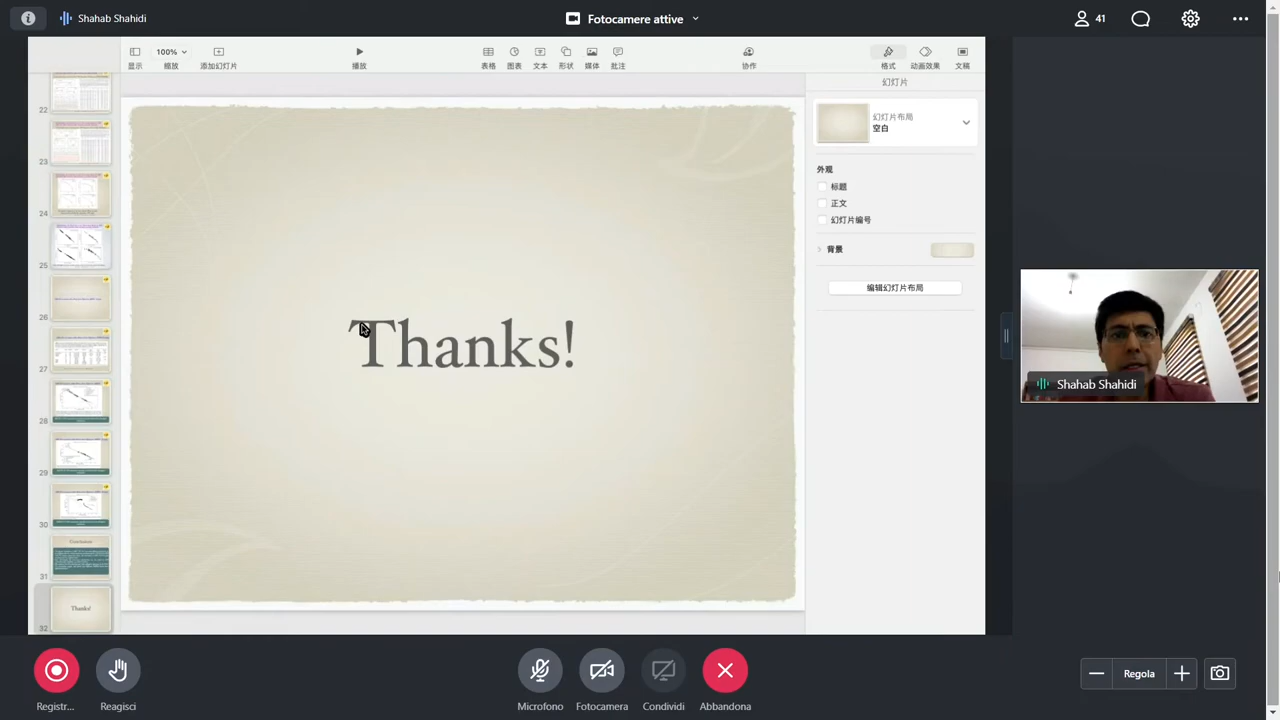 Shahab Shahidi
Fotocamere attive
41
100%
显示
缩放
添加幻灯片
播放
表格
图表
文本
形状
媒体
批注
协作
格式
动画效果
文稿
幻灯片
幻灯片布局
空白
外观
标题
正文
幻灯片编号
背景
编辑幻灯片布局
22
23
24
25
26
27
28
29
30
Conclusion
31
Thanks!
32
Thanks!
Shahab Shahidi
Registr...
Reagisci
Microfono
Fotocamera
Condividi
Abbandona
Regola